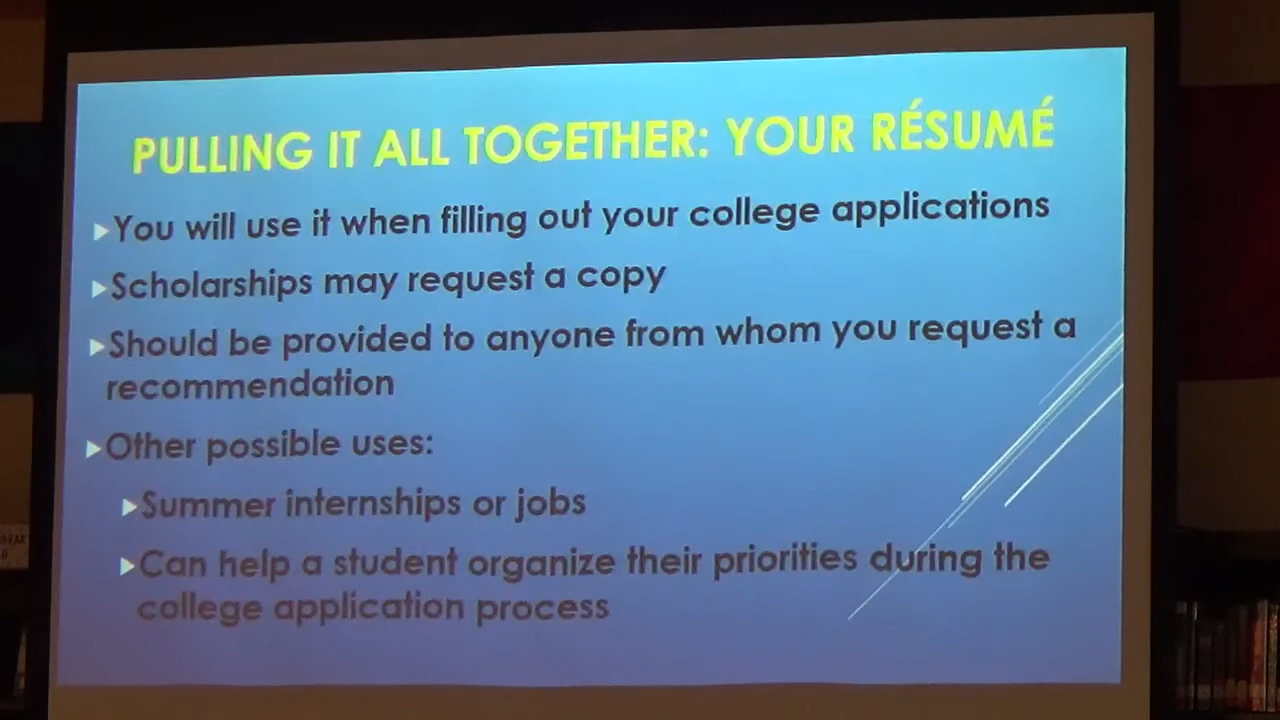 PULLING IT ALL TOGETHER: YOUR RÉSUMÉ
You will use it when filling out your college applications
Scholarships may request a copy
Should be provided to anyone from whom you request a
recommendation
Other possible uses:
Summer internships or jobs
Can help a student organize their priorities during the
college application process